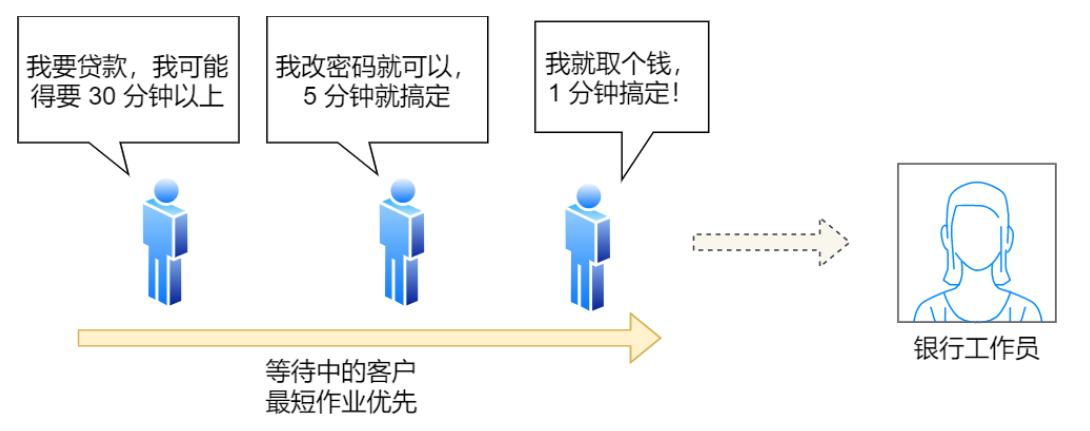 我要贷款，我可能
得要 30 分钟以上
我改密码就可以，
5 分钟就搞定
我就取个钱，
1 分钟搞定！
银行工作员
等待中的客户
最短作业优先